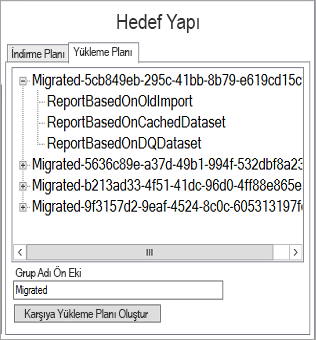 Hedef Yapı
İndirme Planı
Yükleme Planı
Migrated-5cb849eb-295c-41bb-8b79-e619cd15c
ReportBasedOnOldImport
ReportBasedOnCachedDataset
ReportBasedOnDQDataset
Migrated-5636c89e-a37d-49b1-994f-532dbf8a23
Migrated-b213ad33-4f51-41dc-96d0-4ff88e865e
Migrated-9f3157d2-9eaf-4524-8c0c-605313197f
Grup Adı Ön Eki
Migrated
Karşıya Yükleme Planı Oluştur